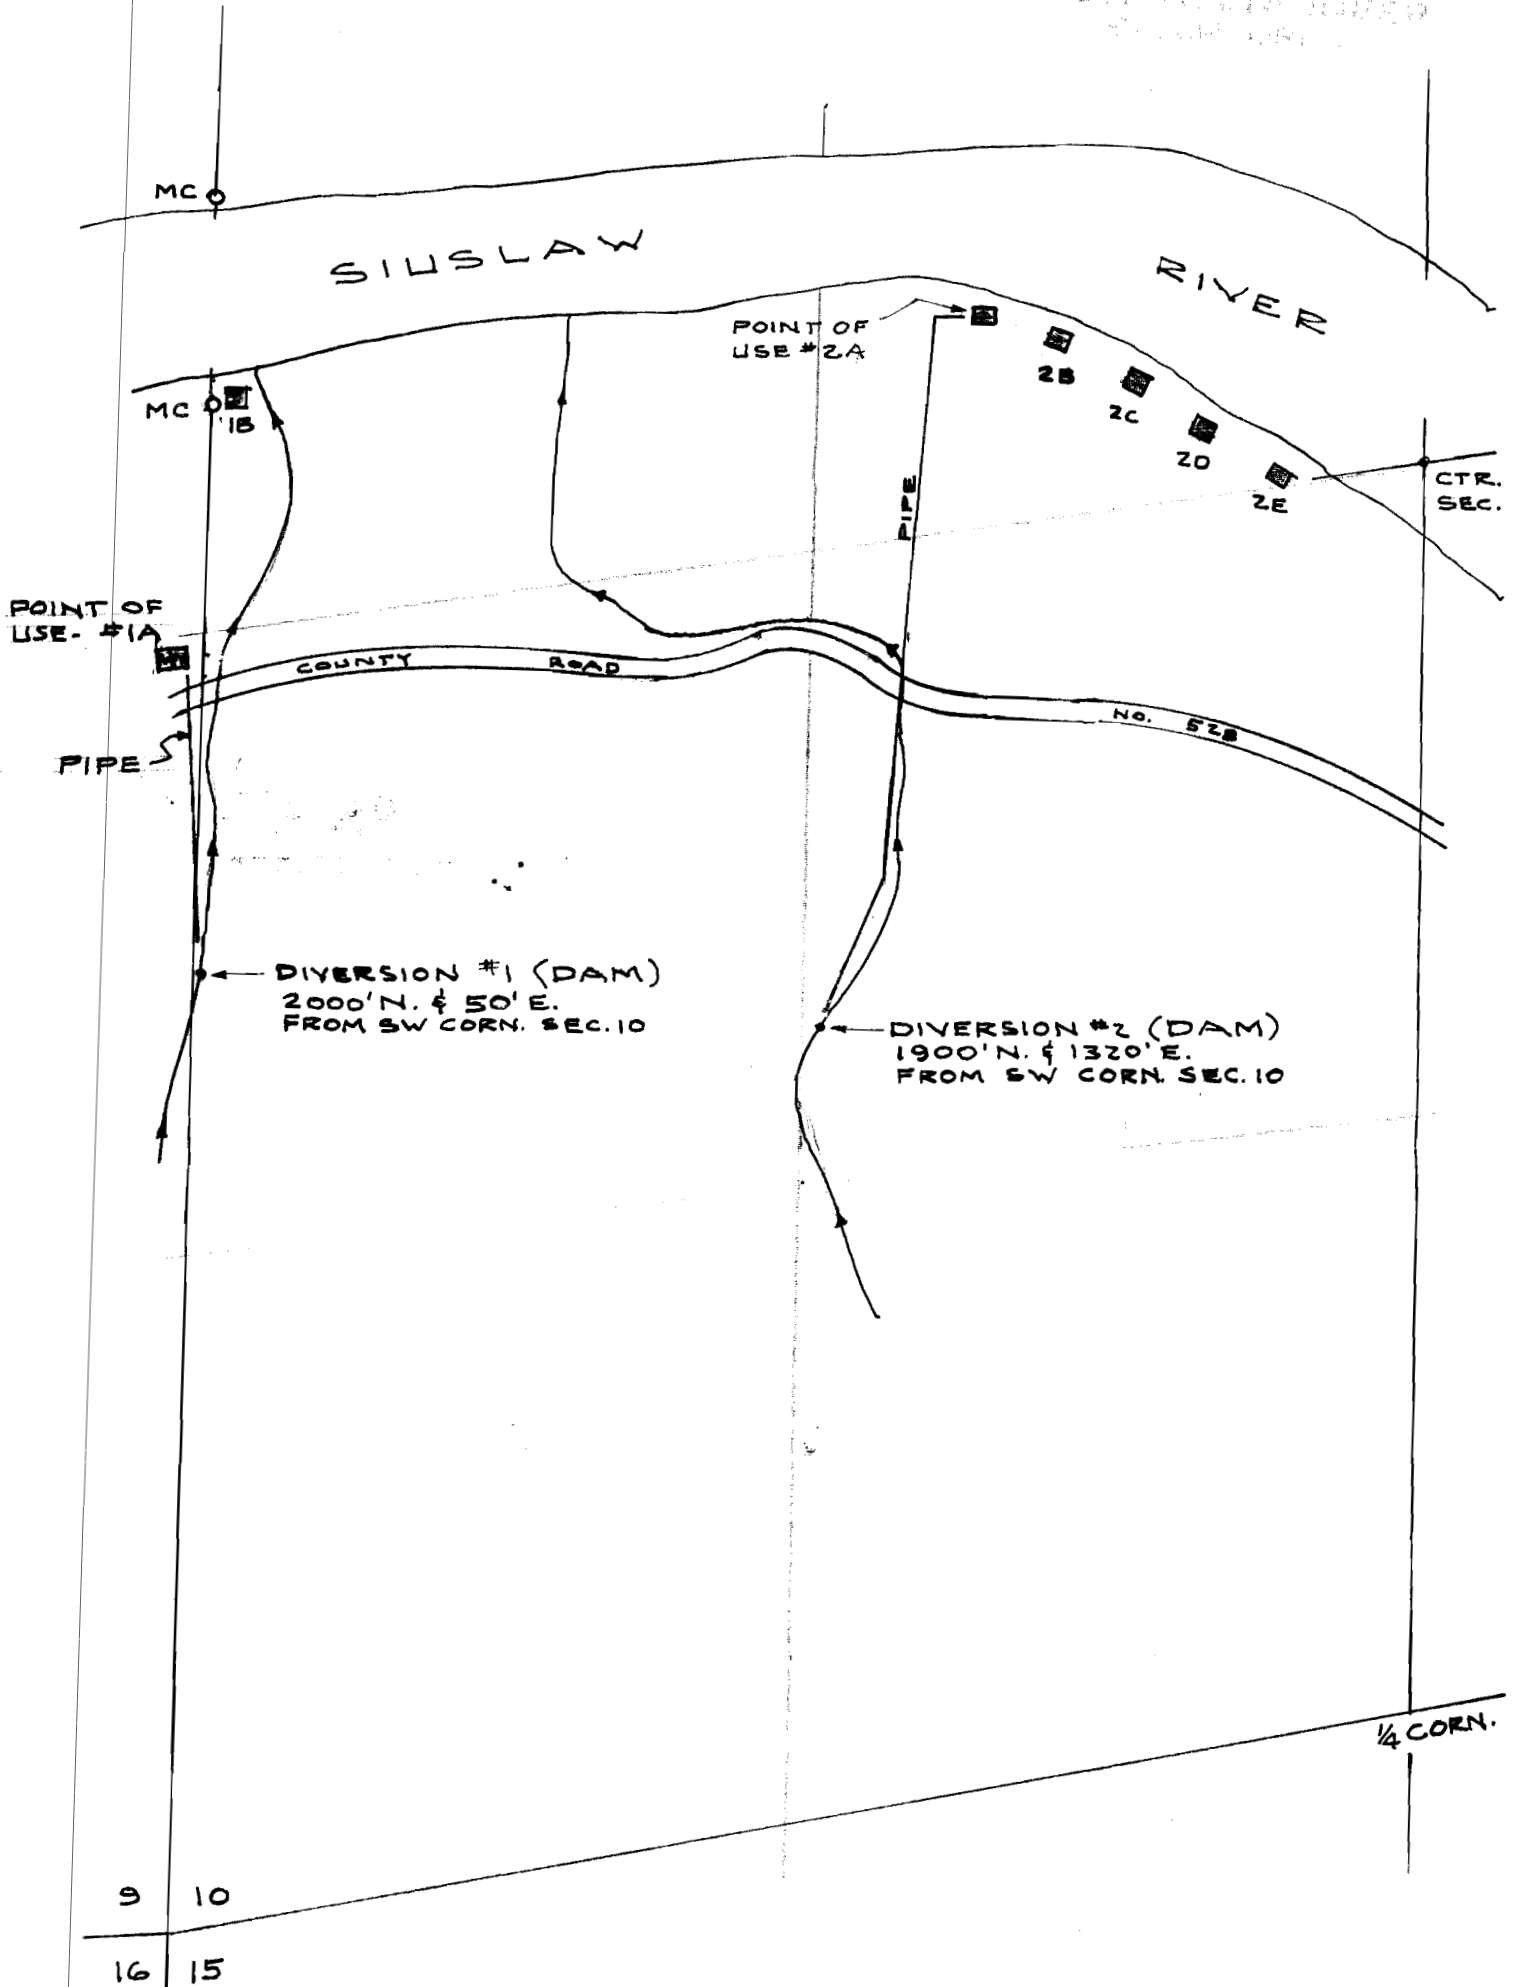 MC
SIUSLAW
RIVER
POINT OF
USE #2A
MC
1B
2B
2C
2D
2E
CTR.
SEC.
PIPE
POINT OF
USE- #1A
COUNTY ROAD NO. 528
PIPE
DIVERSION #1 (DAM)
2000' N. & 50' E.
FROM SW CORN. SEC. 10
DIVERSION #2 (DAM)
1900' N. & 1320' E.
FROM SW CORN. SEC. 10
1/4 CORN.
9 10
16 15